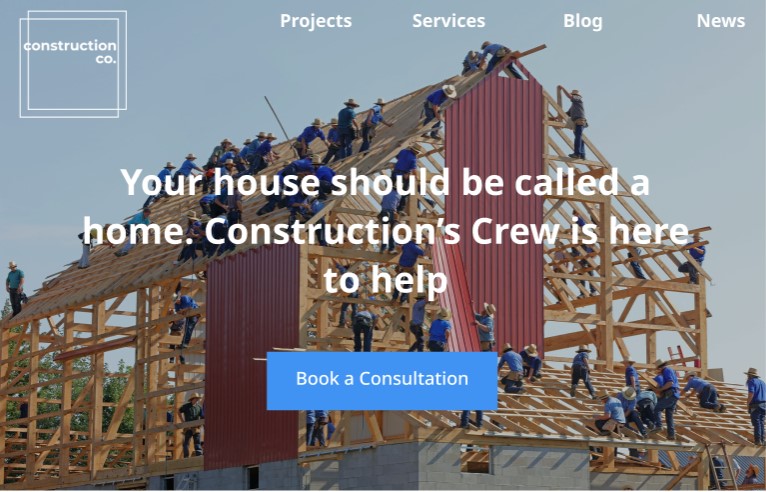 construction
co.
Projects Services Blog News
Your house should be called a
home. Construction’s Crew is here
to help
Book a Consultation